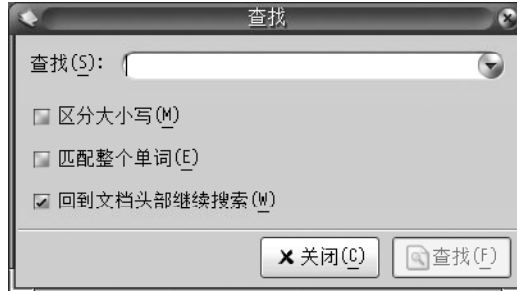 查找
查找(S):
区分大小写(M)
匹配整个单词(E)
回到文档头部继续搜索(W)
关闭(C) 查找(F)